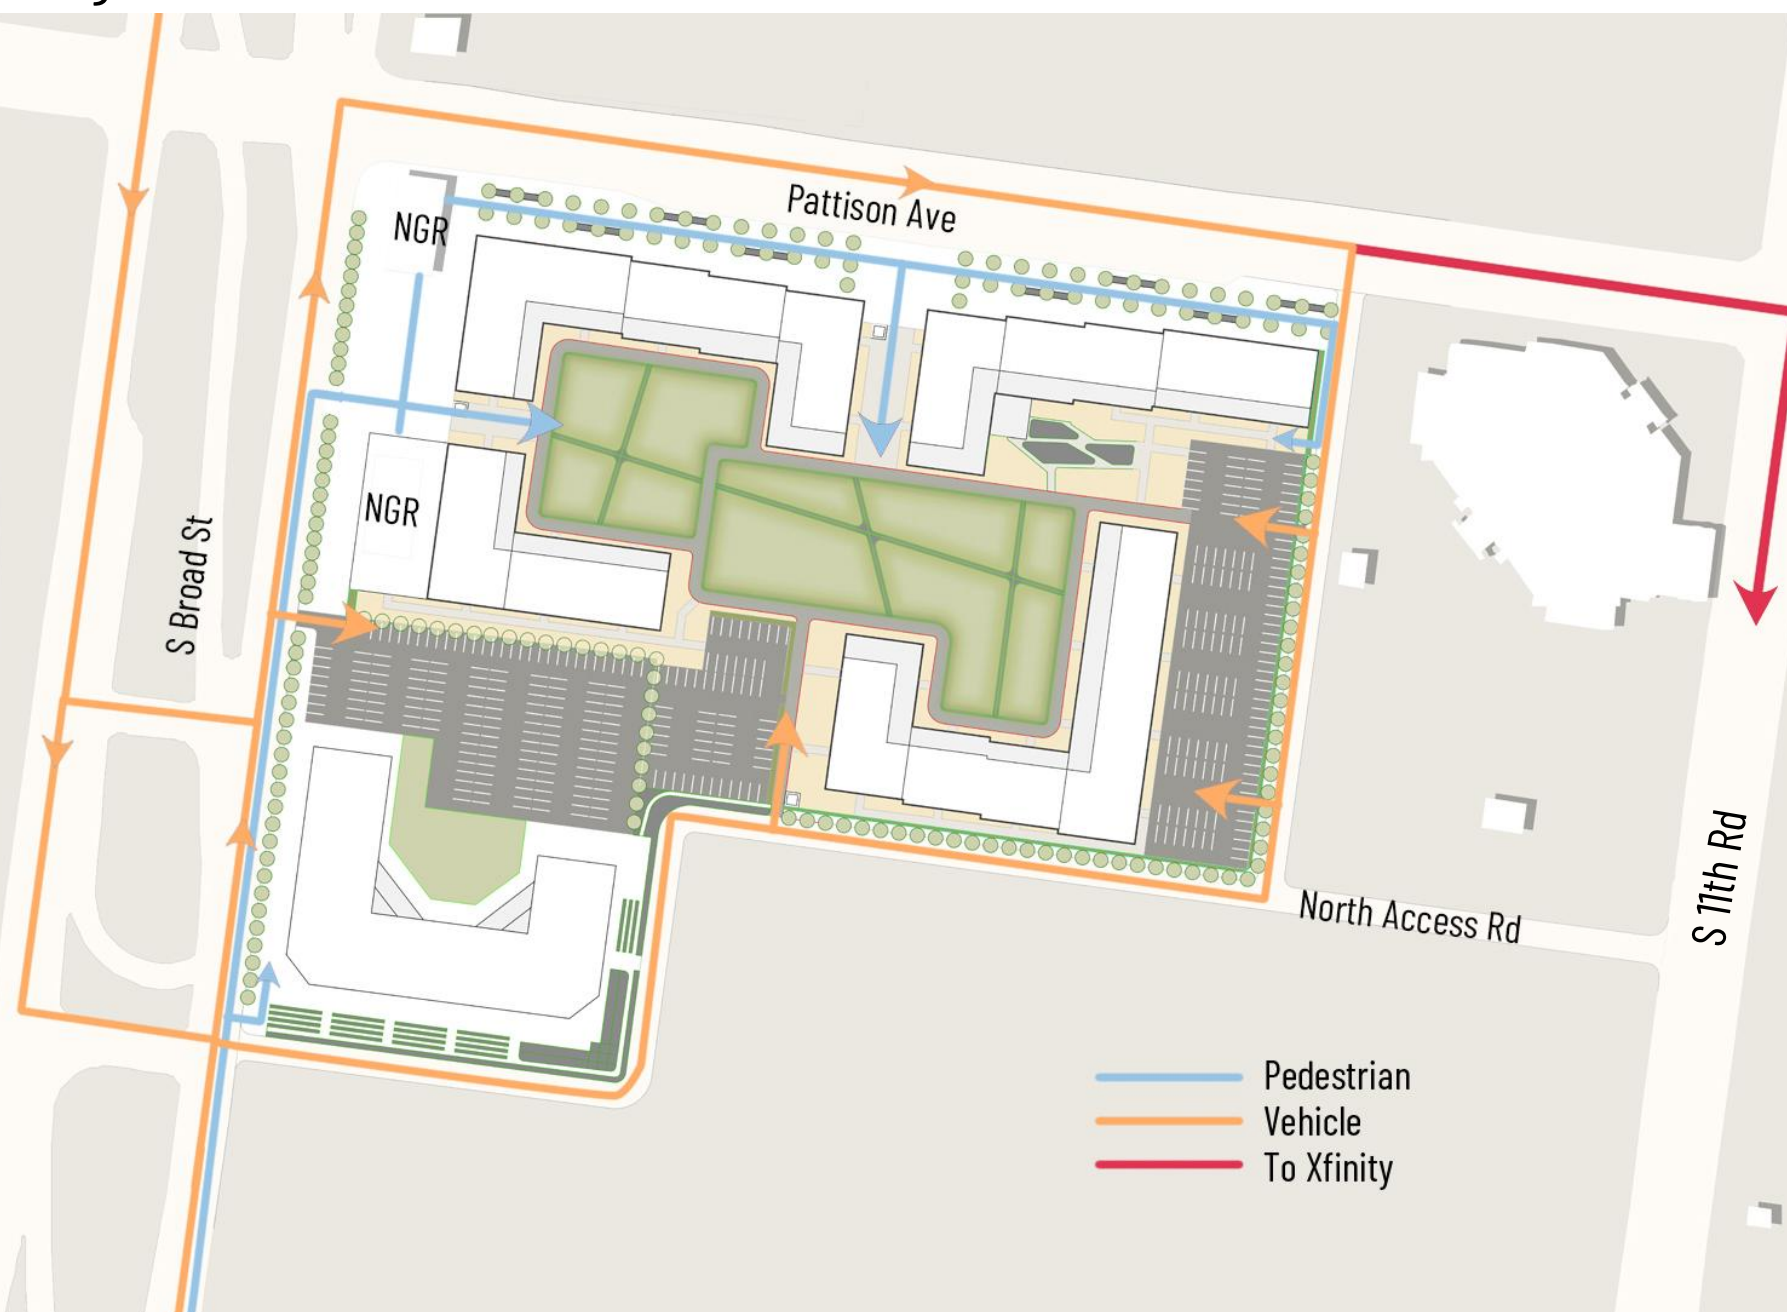 Pattison Ave
NGR
NGR
S Broad St
S 11th Rd
North Access Rd
Pedestrian
Vehicle
To Xfinity